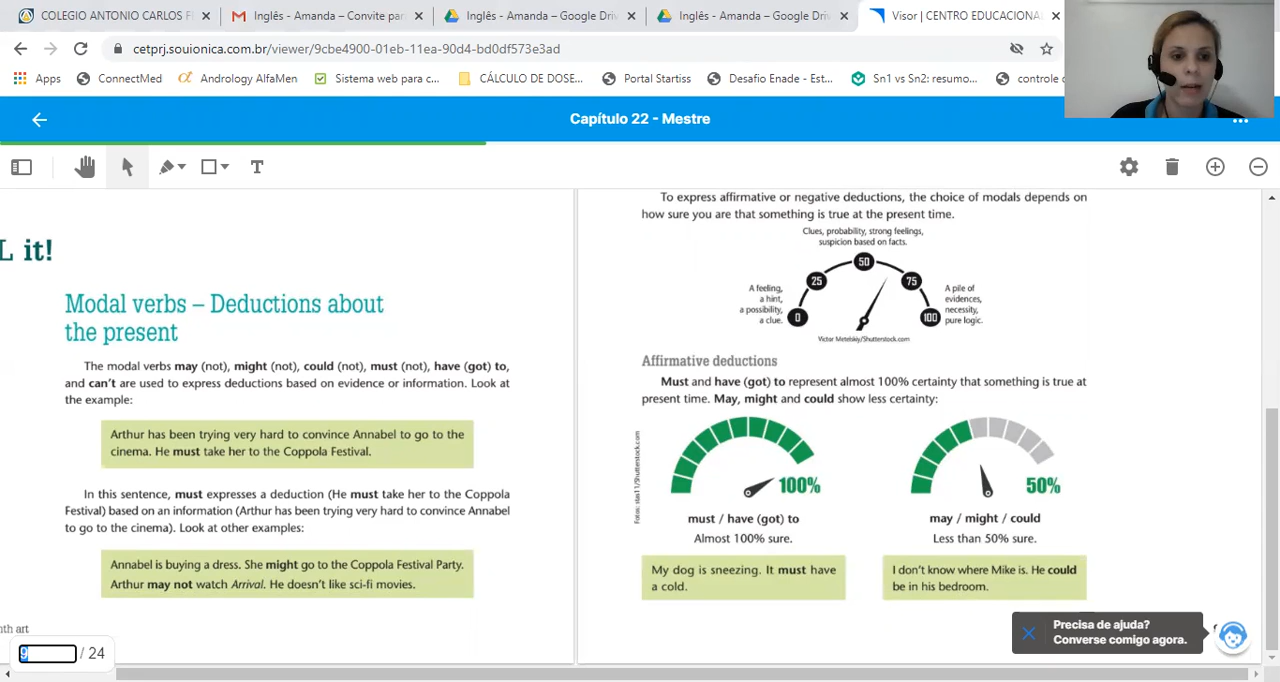 COLEGIO ANTONIO CARLOS F
Inglês - Amanda – Convite par
Inglês - Amanda – Google Driv
Inglês - Amanda – Google Driv
Visor | CENTRO EDUCACIONA
cetprj.souionica.com.br/viewer/9cbe4900-01eb-11ea-90d4-bd0df573e3ad
Apps
ConnectMed
Andrology AlfaMen
Sistema web para c...
CÁLCULO DE DOSE...
Portal Startiss
Desafio Enade - Est...
Sn1 vs Sn2: resumo...
controle d
Capítulo 22 - Mestre
L it!
Modal verbs – Deductions about
the present
The modal verbs may (not), might (not), could (not), must (not), have (got) to,
and can't are used to express deductions based on evidence or information. Look at
the example:
Arthur has been trying very hard to convince Annabel to go to the
cinema. He must take her to the Coppola Festival.
In this sentence, must expresses a deduction (He must take her to the Coppola
Festival) based on an information (Arthur has been trying very hard to convince Annabel
to go to the cinema). Look at other examples:
Annabel is buying a dress. She might go to the Coppola Festival Party.
Arthur may not watch Arrival. He doesn't like sci-fi movies.
nth art
9 / 24
To express affirmative or negative deductions, the choice of modals depends on
how sure you are that something is true at the present time.
Clues, probability, strong feelings,
suspicion based on facts.
0
25
50
75
100
A feeling,
a hint,
a possibility,
a clue.
A pile of
evidences,
necessity,
pure logic.
Victor Metelskiy/Shutterstock.com
Affirmative deductions
Must and have (got) to represent almost 100% certainty that something is true at
present time. May, might and could show less certainty:
Fotos: stas11/Shutterstock.com
100%
must / have (got) to
Almost 100% sure.
My dog is sneezing. It must have
a cold.
50%
may / might / could
Less than 50% sure.
I don't know where Mike is. He could
be in his bedroom.
Precisa de ajuda?
Converse comigo agora.